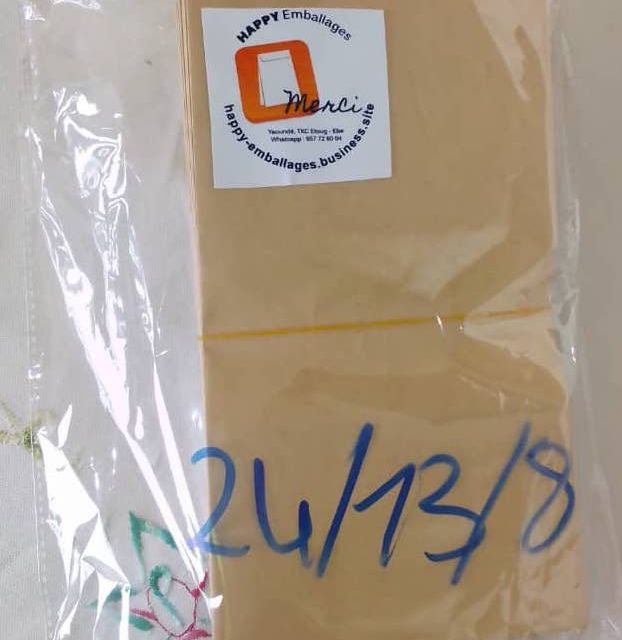 HAPPY Emballages
Merci
Yaoundé, TKC Etoug - Ebe
Whatsapp : 657 72 60 04
happy-emballages.business.site
24/13/8